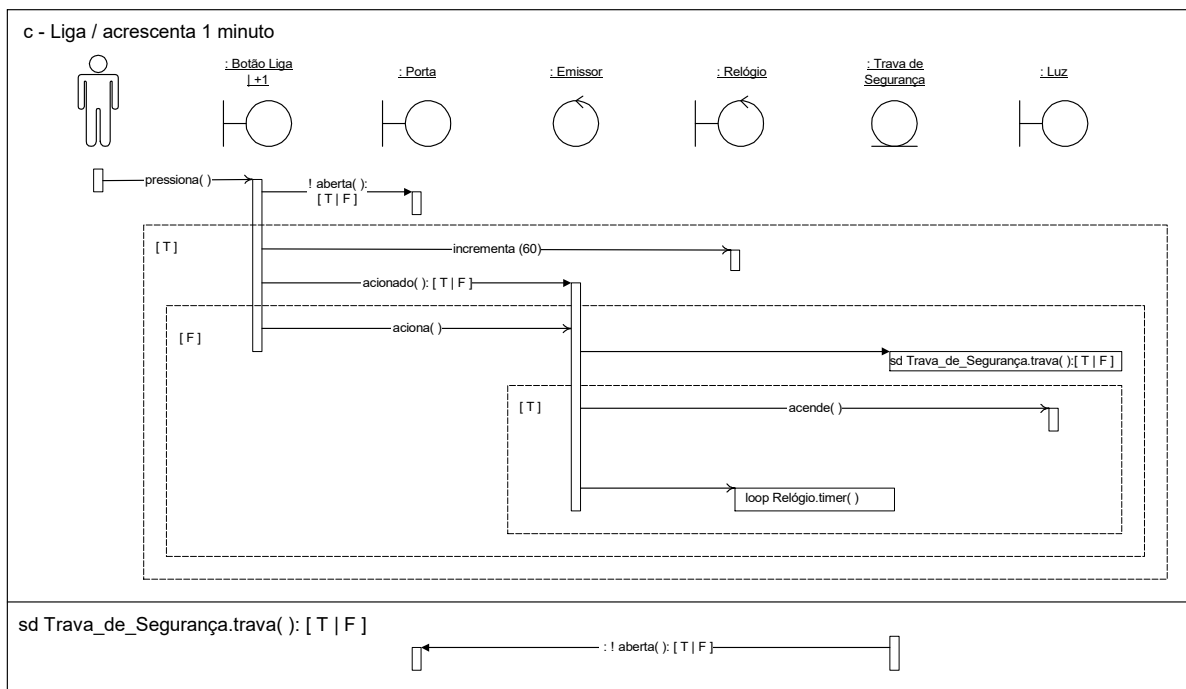 c - Liga / acrescenta 1 minuto
: Botão Liga
| +1
: Porta
: Emissor
: Relógio
: Trava de
Segurança
: Luz
pressiona( )
! aberta( ):
[ T | F ]
[ T ]
incrementa (60)
acionado( ): [ T | F ]
[ F ]
aciona( )
sd Trava_de_Segurança.trava( ):[ T | F ]
[ T ]
acende( )
loop Relógio.timer( )
sd Trava_de_Segurança.trava( ): [ T | F ]
: ! aberta( ): [ T | F ]